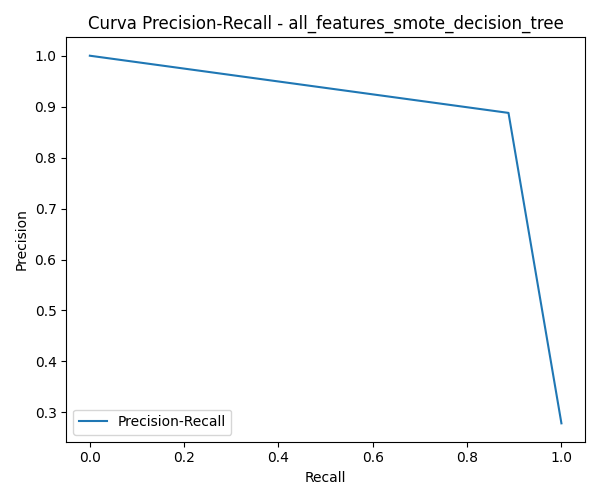 Curva Precision-Recall - all_features_smote_decision_tree
1.0
0.9
0.8
0.7
0.6
0.5
0.4
0.3
Precision
Precision-Recall
0.0 0.2 0.4 0.6 0.8 1.0
Recall